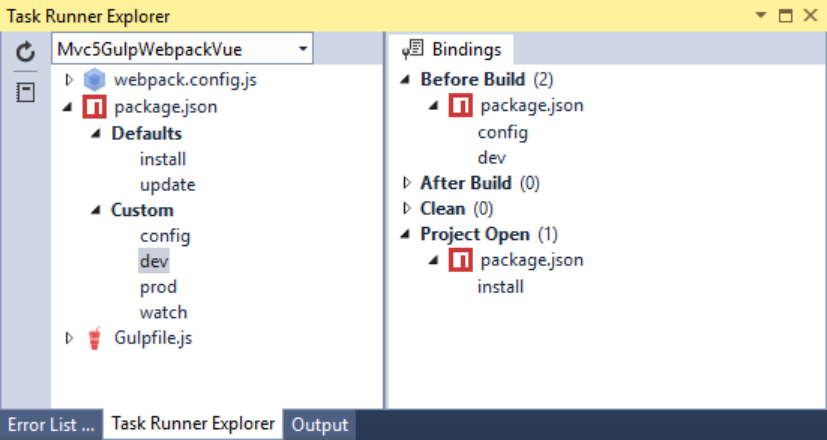 Task Runner Explorer
Mvc5GulpWebpackVue
webpack.config.js
package.json
Defaults
install
update
Custom
config
dev
prod
watch
Gulpfile.js
Bindings
Before Build (2)
package.json
config
dev
After Build (0)
Clean (0)
Project Open (1)
package.json
install
Error List ... Task Runner Explorer Output